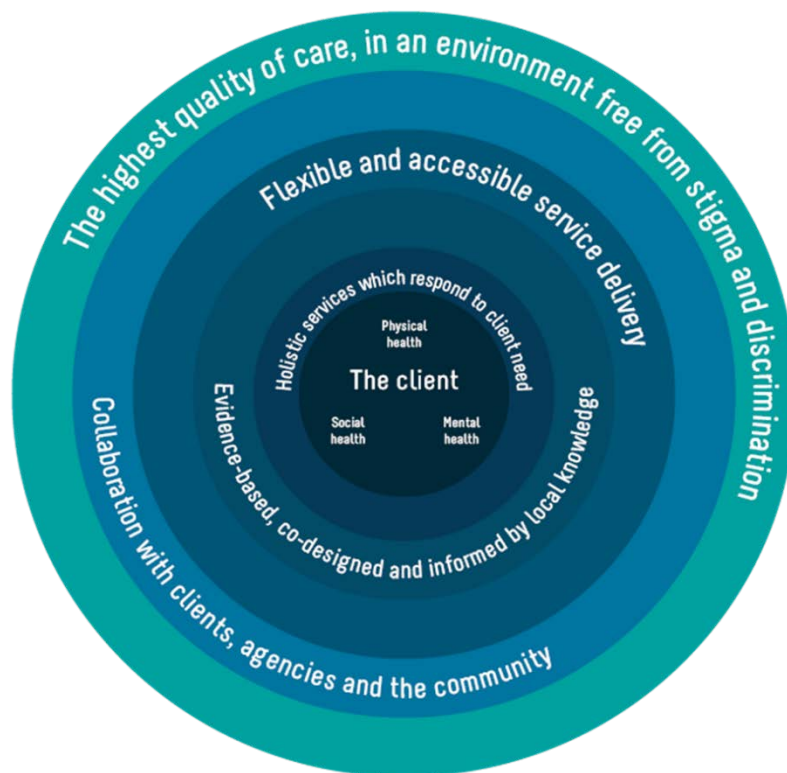 The highest quality of care, in an environment free from stigma and discrimination
Flexible and accessible service delivery
Holistic services which respond to client need
Physical
health
The client
Social
health
Mental
health
Evidence-based, co-designed and informed by local knowledge
Collaboration with clients, agencies and the community